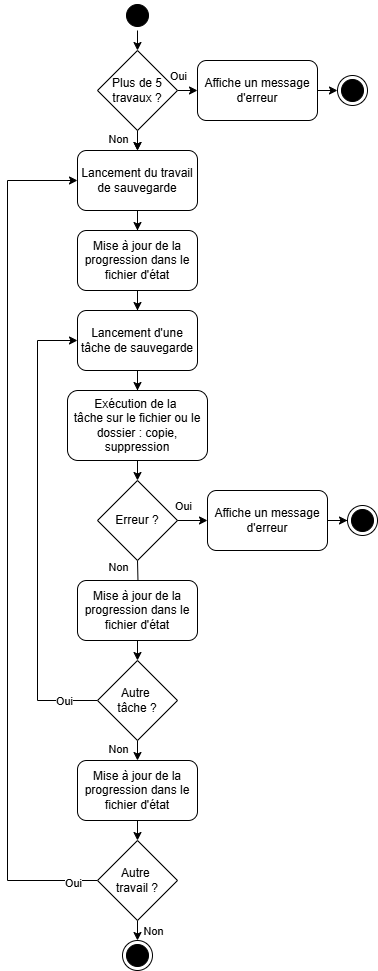 Plus de 5
travaux ?
Oui
Affiche un message
d'erreur
Non
Lancement du travail
de sauvegarde
Mise à jour de la
progression dans le
fichier d'état
Lancement d'une
tâche de sauvegarde
Exécution de la
tâche sur le fichier ou le
dossier : copie,
suppression
Erreur ?
Oui
Affiche un message
d'erreur
Non
Mise à jour de la
progression dans le
fichier d'état
Autre
tâche ?
Oui
Non
Mise à jour de la
progression dans le
fichier d'état
Autre
travail ?
Oui
Non